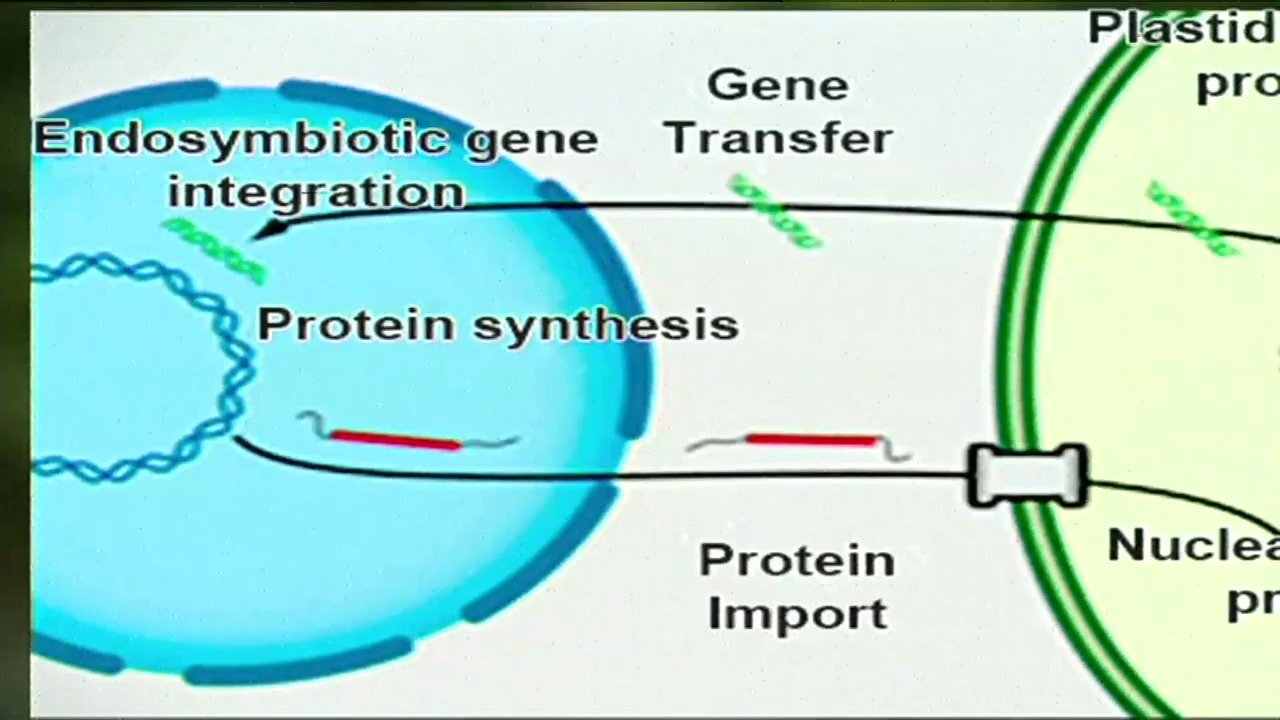 Plastid
Gene
Transfer
Endosymbiotic gene
integration
Protein synthesis
Protein
Import